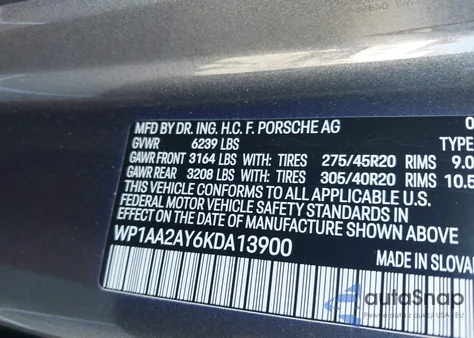 MFD BY DR. ING. H.C. F. PORSCHE AG
GVWR 6239 LBS TYPE
GAWR FRONT 3164 LBS WITH: TIRES 275/45R20 RIMS 9.0
GAWR REAR 3208 LBS WITH: TIRES 305/40R20 RIMS 10.5
THIS VEHICLE CONFORMS TO ALL APPLICABLE
FEDERAL MOTOR VEHICLE SAFETY STANDARDS IN
EFFECT ON THE DATE OF MANUFACTURE SHOWN ABOVE
WP1AA2AY6KDA13900 MADE IN SLOVA
autoSnap